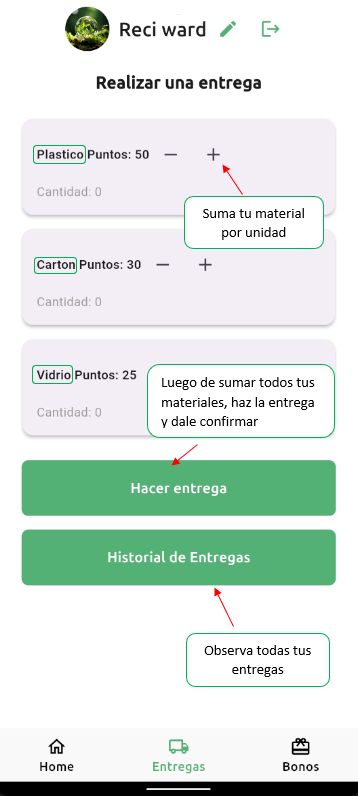 Reci ward
Realizar una entrega
Plastico Puntos: 50
Cantidad: 0
Suma tu material
por unidad
Carton Puntos: 30
Cantidad: 0
Vidrio Puntos: 25
Cantidad: 0
Luego de sumar todos tus
materiales, haz la entrega
y dale confirmar
Hacer entrega
Historial de Entregas
Observa todas tus
entregas
Home
Entregas
Bonos